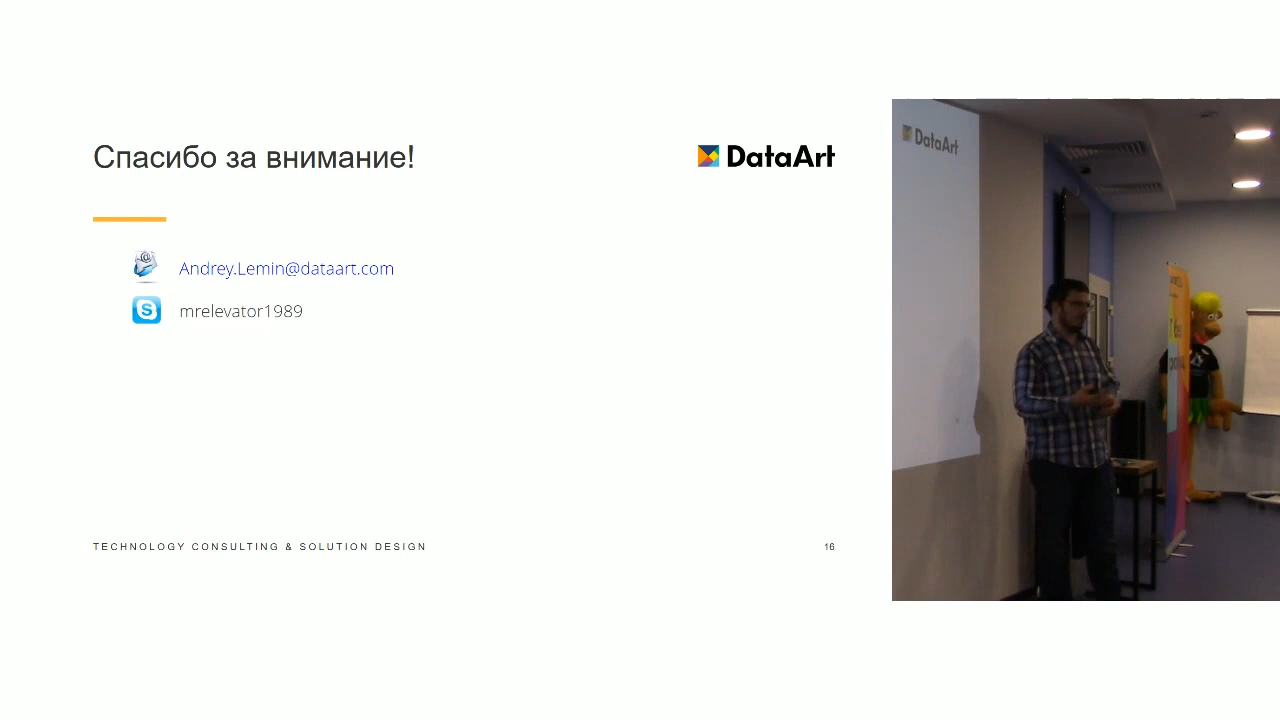 Спасибо за внимание!
DataArt
Andrey.Lemin@dataart.com
mrelevator1989
TECHNOLOGY CONSULTING & SOLUTION DESIGN
16
DataArt